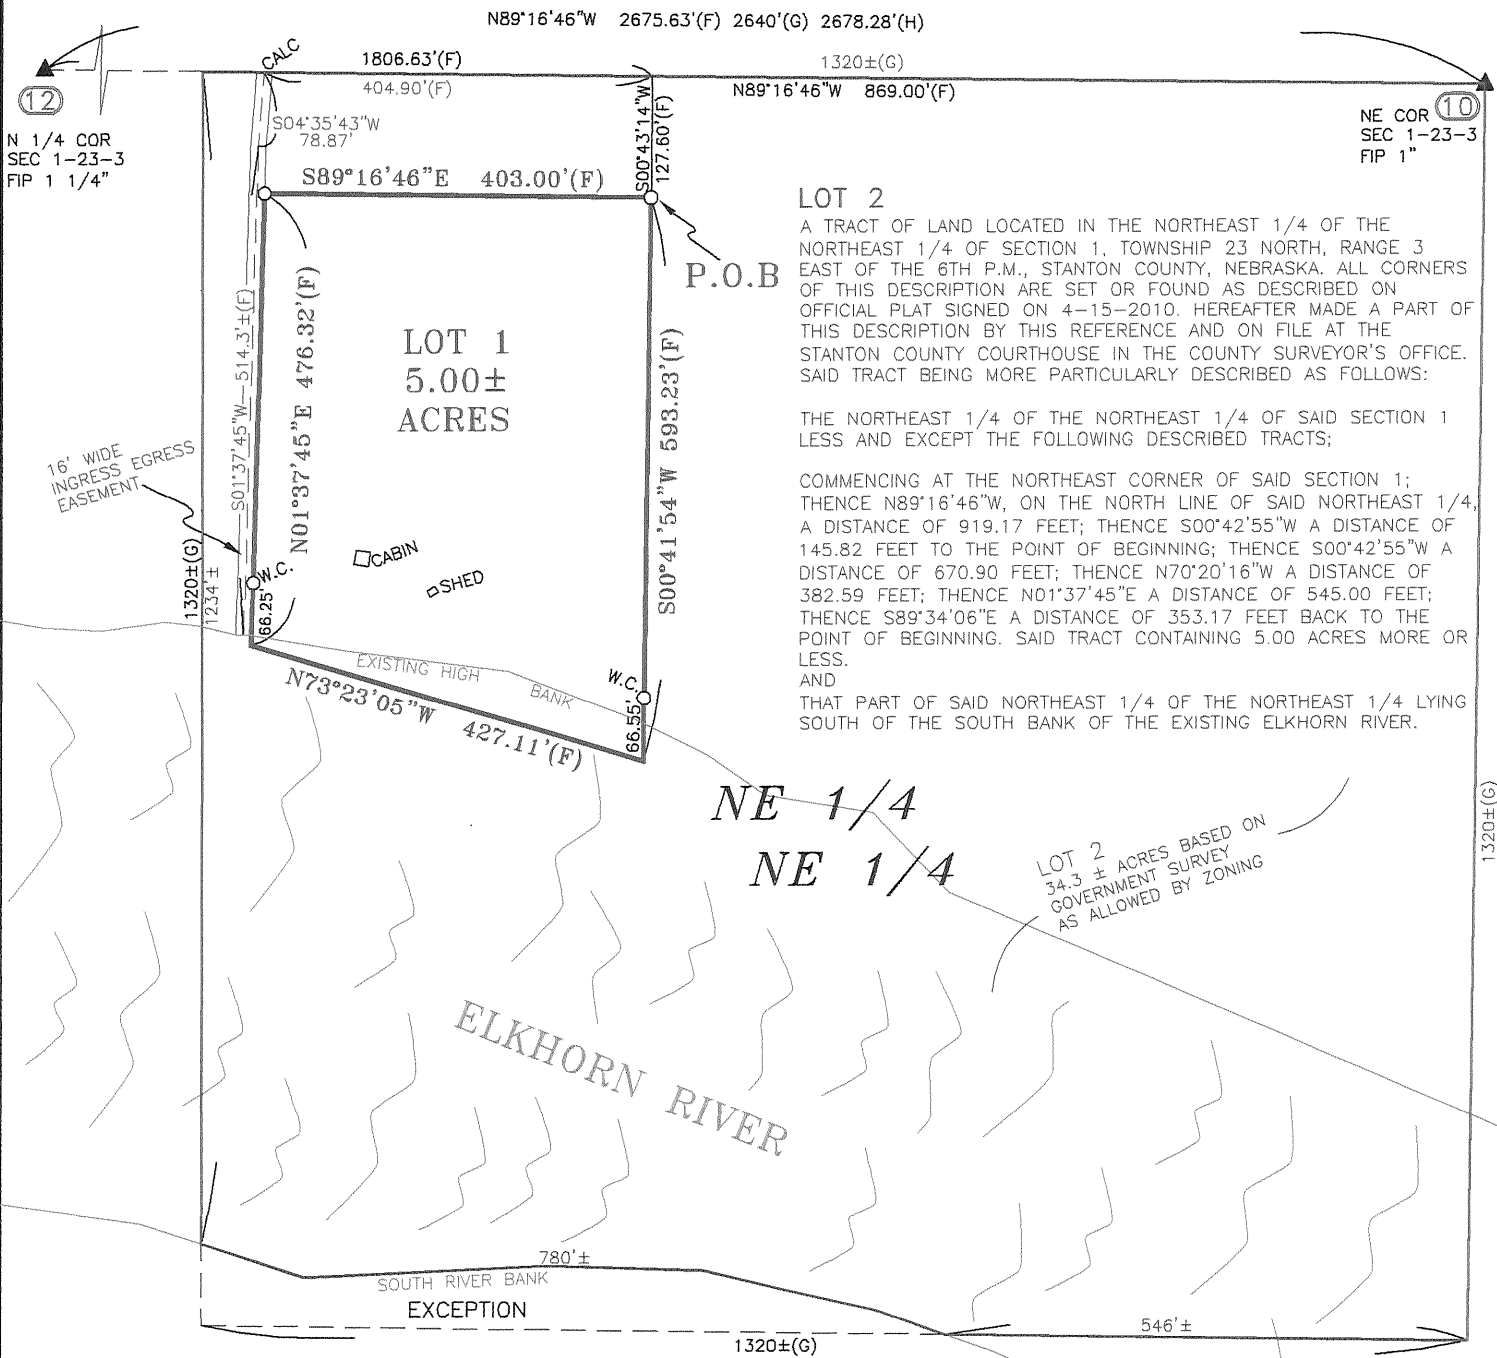 N89°16'46"W 2675.63'(F) 2640'(G) 2678.28'(H)
CALC
1806.63'(F)
1320±(G)
404.90'(F)
N89°16'46"W 869.00'(F)
12
N 1/4 COR
SEC 1-23-3
FIP 1 1/4"
10
NE COR
SEC 1-23-3
FIP 1"
S04°35'43"W
78.87'
S00°43'14"W
127.60'(F)
S89°16'46"E 403.00'(F)
P.O.B
LOT 1
5.00±
ACRES
N01°37'45"E 476.32'(F)
S01°37'45"W 514.3'±(F)
S00°41'54"W 593.23'(F)
16' WIDE
INGRESS EGRESS
EASEMENT
1320±(G)
1234'±
W.C.
66.25'
CABIN
SHED
EXISTING HIGH BANK
N73°23'05"W 427.11'(F)
W.C.
66.55'
LOT 2
A TRACT OF LAND LOCATED IN THE NORTHEAST 1/4 OF THE
NORTHEAST 1/4 OF SECTION 1, TOWNSHIP 23 NORTH, RANGE 3
EAST OF THE 6TH P.M., STANTON COUNTY, NEBRASKA. ALL CORNERS
OF THIS DESCRIPTION ARE SET OR FOUND AS DESCRIBED ON
OFFICIAL PLAT SIGNED ON 4-15-2010. HEREAFTER MADE A PART OF
THIS DESCRIPTION BY THIS REFERENCE AND ON FILE AT THE
STANTON COUNTY COURTHOUSE IN THE COUNTY SURVEYOR'S OFFICE.
SAID TRACT BEING MORE PARTICULARLY DESCRIBED AS FOLLOWS:
THE NORTHEAST 1/4 OF THE NORTHEAST 1/4 OF SAID SECTION 1
LESS AND EXCEPT THE FOLLOWING DESCRIBED TRACTS;
COMMENCING AT THE NORTHEAST CORNER OF SAID SECTION 1;
THENCE N89°16'46"W, ON THE NORTH LINE OF SAID NORTHEAST 1/4,
A DISTANCE OF 919.17 FEET; THENCE S00°42'55"W A DISTANCE OF
145.82 FEET TO THE POINT OF BEGINNING; THENCE S00°42'55"W A
DISTANCE OF 670.90 FEET; THENCE N70°20'16"W A DISTANCE OF
382.59 FEET; THENCE N01°37'45"E A DISTANCE OF 545.00 FEET;
THENCE S89°34'06"E A DISTANCE OF 353.17 FEET BACK TO THE
POINT OF BEGINNING. SAID TRACT CONTAINING 5.00 ACRES MORE OR
LESS.
AND
THAT PART OF SAID NORTHEAST 1/4 OF THE NORTHEAST 1/4 LYING
SOUTH OF THE SOUTH BANK OF THE EXISTING ELKHORN RIVER.
NE 1/4
NE 1/4
LOT 2
34.3 ± ACRES BASED ON
GOVERNMENT SURVEY
AS ALLOWED BY ZONING
1320±(G)
ELKHORN RIVER
780'±
SOUTH RIVER BANK
EXCEPTION
546'±
1320±(G)